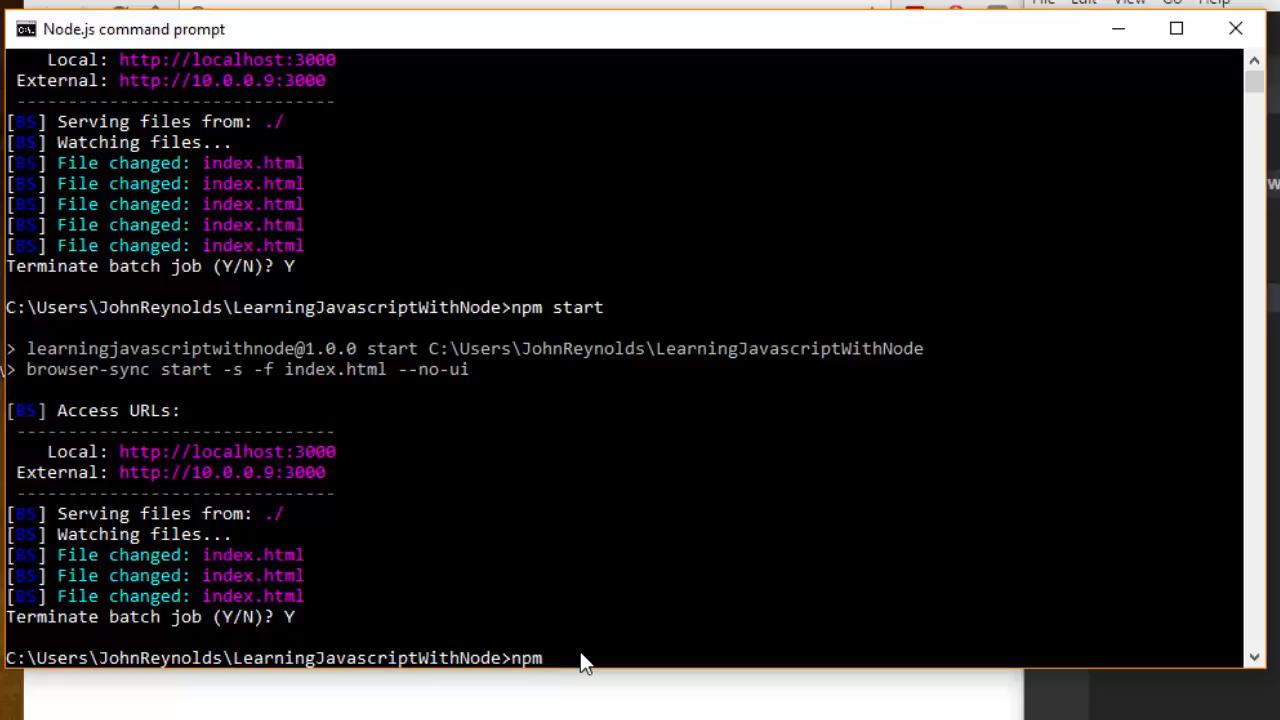 File Edit View Go Help
Node.js command prompt
Local: http://localhost:3000
External: http://10.0.0.9:3000
-------------------------------
[BS] Serving files from: ./
[BS] Watching files...
[BS] File changed: index.html
[BS] File changed: index.html
[BS] File changed: index.html
[BS] File changed: index.html
[BS] File changed: index.html
Terminate batch job (Y/N)? Y
C:\Users\JohnReynolds\LearningJavascriptWithNode>npm start
> learningjavascriptwithnode@1.0.0 start C:\Users\JohnReynolds\LearningJavascriptWithNode
> browser-sync start -s -f index.html --no-ui
[BS] Access URLs:
-------------------------------
Local: http://localhost:3000
External: http://10.0.0.9:3000
-------------------------------
[BS] Serving files from: ./
[BS] Watching files...
[BS] File changed: index.html
[BS] File changed: index.html
[BS] File changed: index.html
Terminate batch job (Y/N)? Y
C:\Users\JohnReynolds\LearningJavascriptWithNode>npm